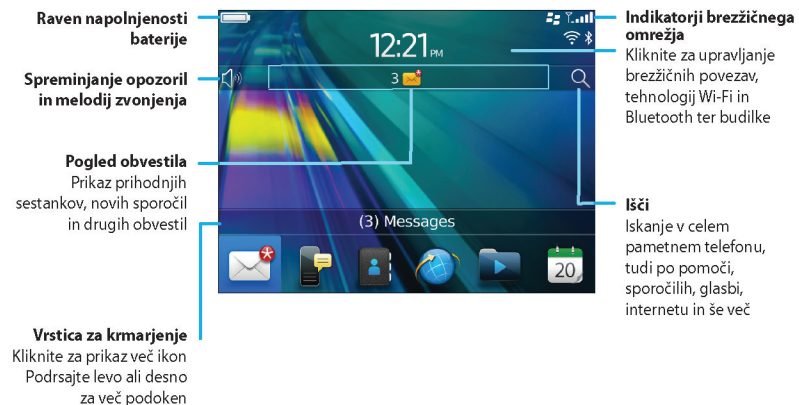 Raven napolnjenosti
baterije
Spreminjanje opozoril
in melodij zvonjenja
Pogled obvestila
Prikaz prihodnjih
sestankov, novih sporočil
in drugih obvestil
Vrstica za krmarjenje
Kliknite za prikaz več ikon
Podrsajte levo ali desno
za več podoken
12:21 PM
3
(3) Messages
20
Indikatorji brezžičnega
omrežja
Kliknite za upravljanje
brezžičnih povezav,
tehnologij Wi-Fi in
Bluetooth ter budilke
Išči
Iskanje v celem
pametnem telefonu,
tudi po pomoči,
sporočilih, glasbi,
internetu in še več